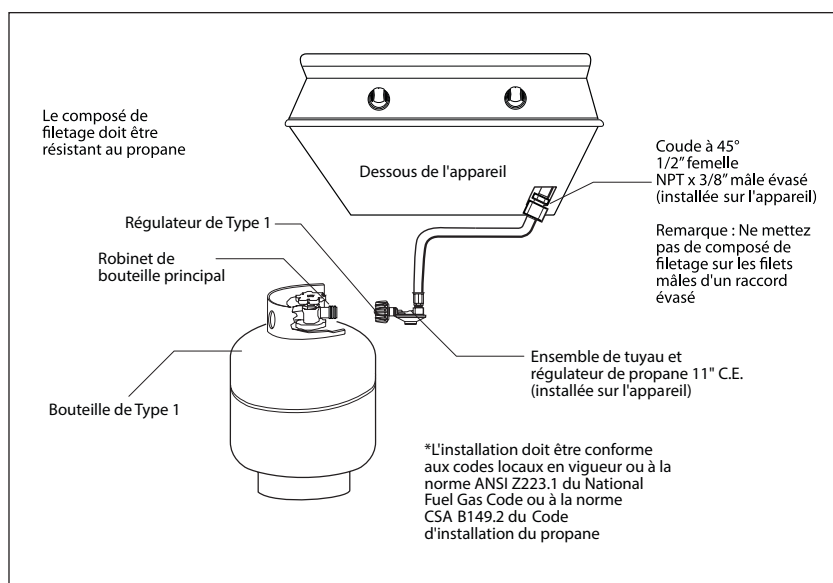 Le composé de
filetage doit être
résistant au propane
Dessous de l'appareil
Coude à 45°
1/2" femelle
NPT x 3/8" mâle évasé
(installée sur l'appareil)
Remarque : Ne mettez
pas de composé de
filetage sur les filets
mâles d'un raccord
évasé
Régulateur de Type 1
Robinet de
bouteille principal
Ensemble de tuyau et
régulateur de propane 11" C.E.
(installée sur l'appareil)
Bouteille de Type 1
*L'installation doit être conforme
aux codes locaux en vigueur ou à la
norme ANSI Z223.1 du National
Fuel Gas Code ou à la norme
CSA B149.2 du Code
d'installation du propane